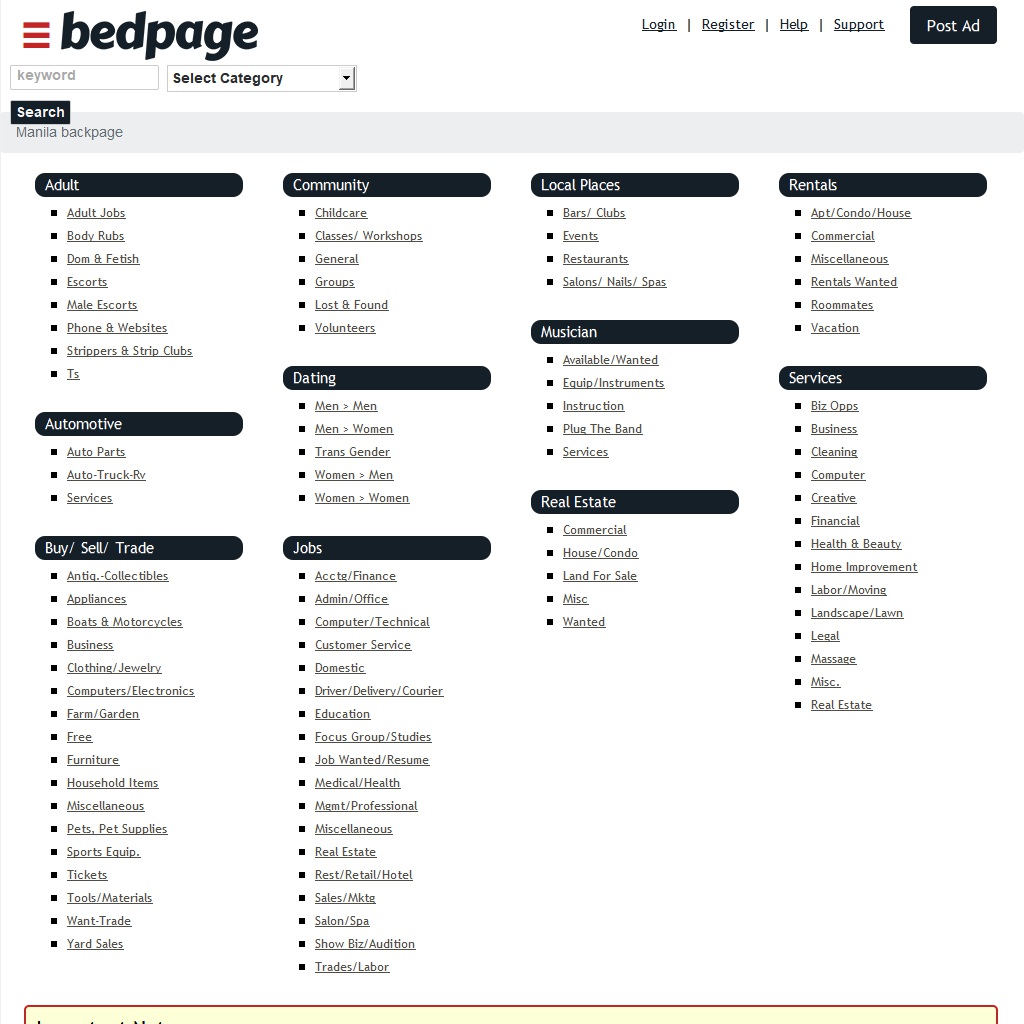 bedpage
Login | Register | Help | Support
Post Ad
keyword
Select Category
Search
Manila backpage
Adult
Adult Jobs
Body Rubs
Dom & Fetish
Escorts
Male Escorts
Phone & Websites
Strippers & Strip Clubs
Ts
Automotive
Auto Parts
Auto-Truck-Rv
Services
Buy/ Sell/ Trade
Antiq.-Collectibles
Appliances
Boats & Motorcycles
Business
Clothing/Jewelry
Computers/Electronics
Farm/Garden
Free
Furniture
Household Items
Miscellaneous
Pets, Pet Supplies
Sports Equip.
Tickets
Tools/Materials
Want-Trade
Yard Sales
Community
Childcare
Classes/ Workshops
General
Groups
Lost & Found
Volunteers
Dating
Men > Men
Men > Women
Trans Gender
Women > Men
Women > Women
Jobs
Acctg/Finance
Admin/Office
Computer/Technical
Customer Service
Domestic
Driver/Delivery/Courier
Education
Focus Group/Studies
Job Wanted/Resume
Medical/Health
Mgmt/Professional
Miscellaneous
Real Estate
Rest/Retail/Hotel
Sales/Mktg
Salon/Spa
Show Biz/Audition
Trades/Labor
Local Places
Bars/ Clubs
Events
Restaurants
Salons/ Nails/ Spas
Musician
Available/Wanted
Equip/Instruments
Instruction
Plug The Band
Services
Real Estate
Commercial
House/Condo
Land For Sale
Misc
Wanted
Rentals
Apt/Condo/House
Commercial
Miscellaneous
Rentals Wanted
Roommates
Vacation
Services
Biz Opps
Business
Cleaning
Computer
Creative
Financial
Health & Beauty
Home Improvement
Labor/Moving
Landscape/Lawn
Legal
Massage
Misc.
Real Estate